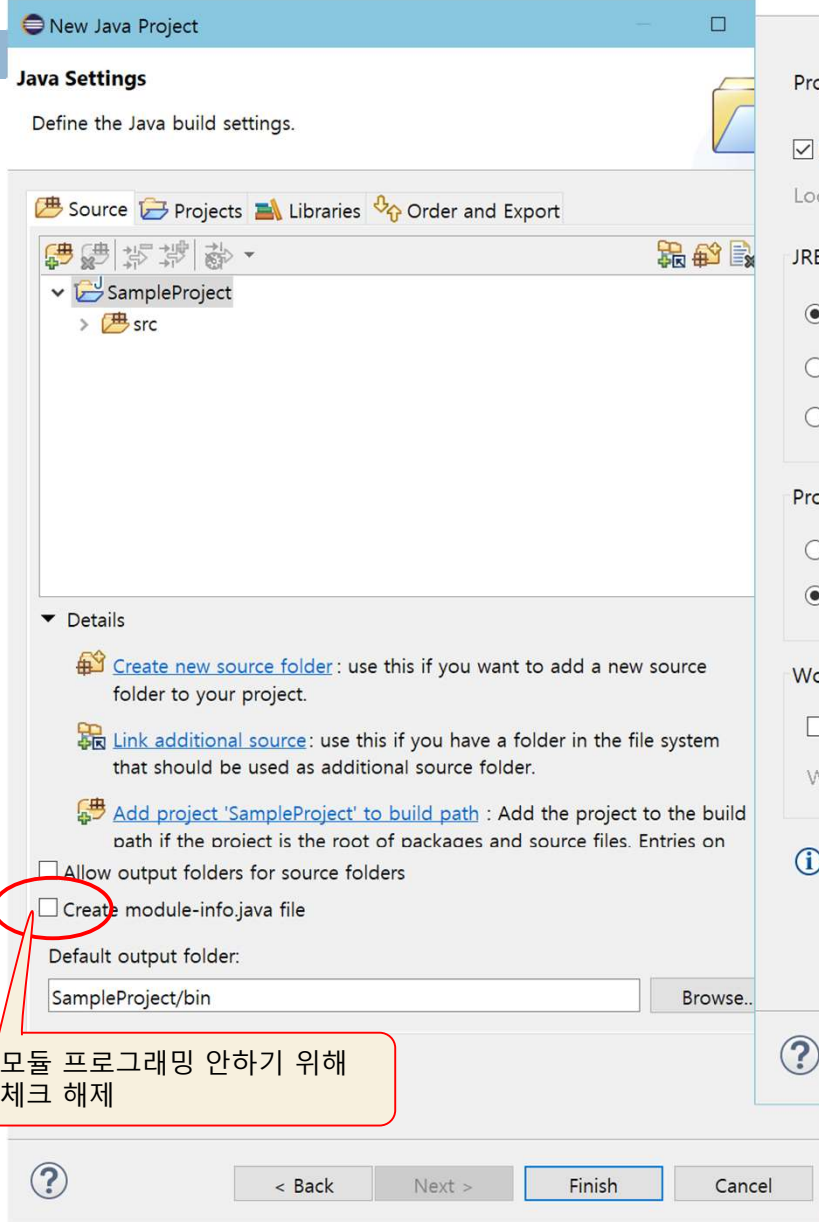 New Java Project
Java Settings
Define the Java build settings.
Source Projects Libraries Order and Export
SampleProject
src
Details
Create new source folder : use this if you want to add a new source
folder to your project.
Link additional source : use this if you have a folder in the file system
that should be used as additional source folder.
Add project 'SampleProject' to build path : Add the project to the build
path if the project is the root of packages and source files. Entries on
Allow output folders for source folders
Create module-info.java file
Default output folder:
SampleProject/bin
Browse..
모듈 프로그래밍 안하기 위해
체크 해제
< Back Next > Finish Cancel
JRE